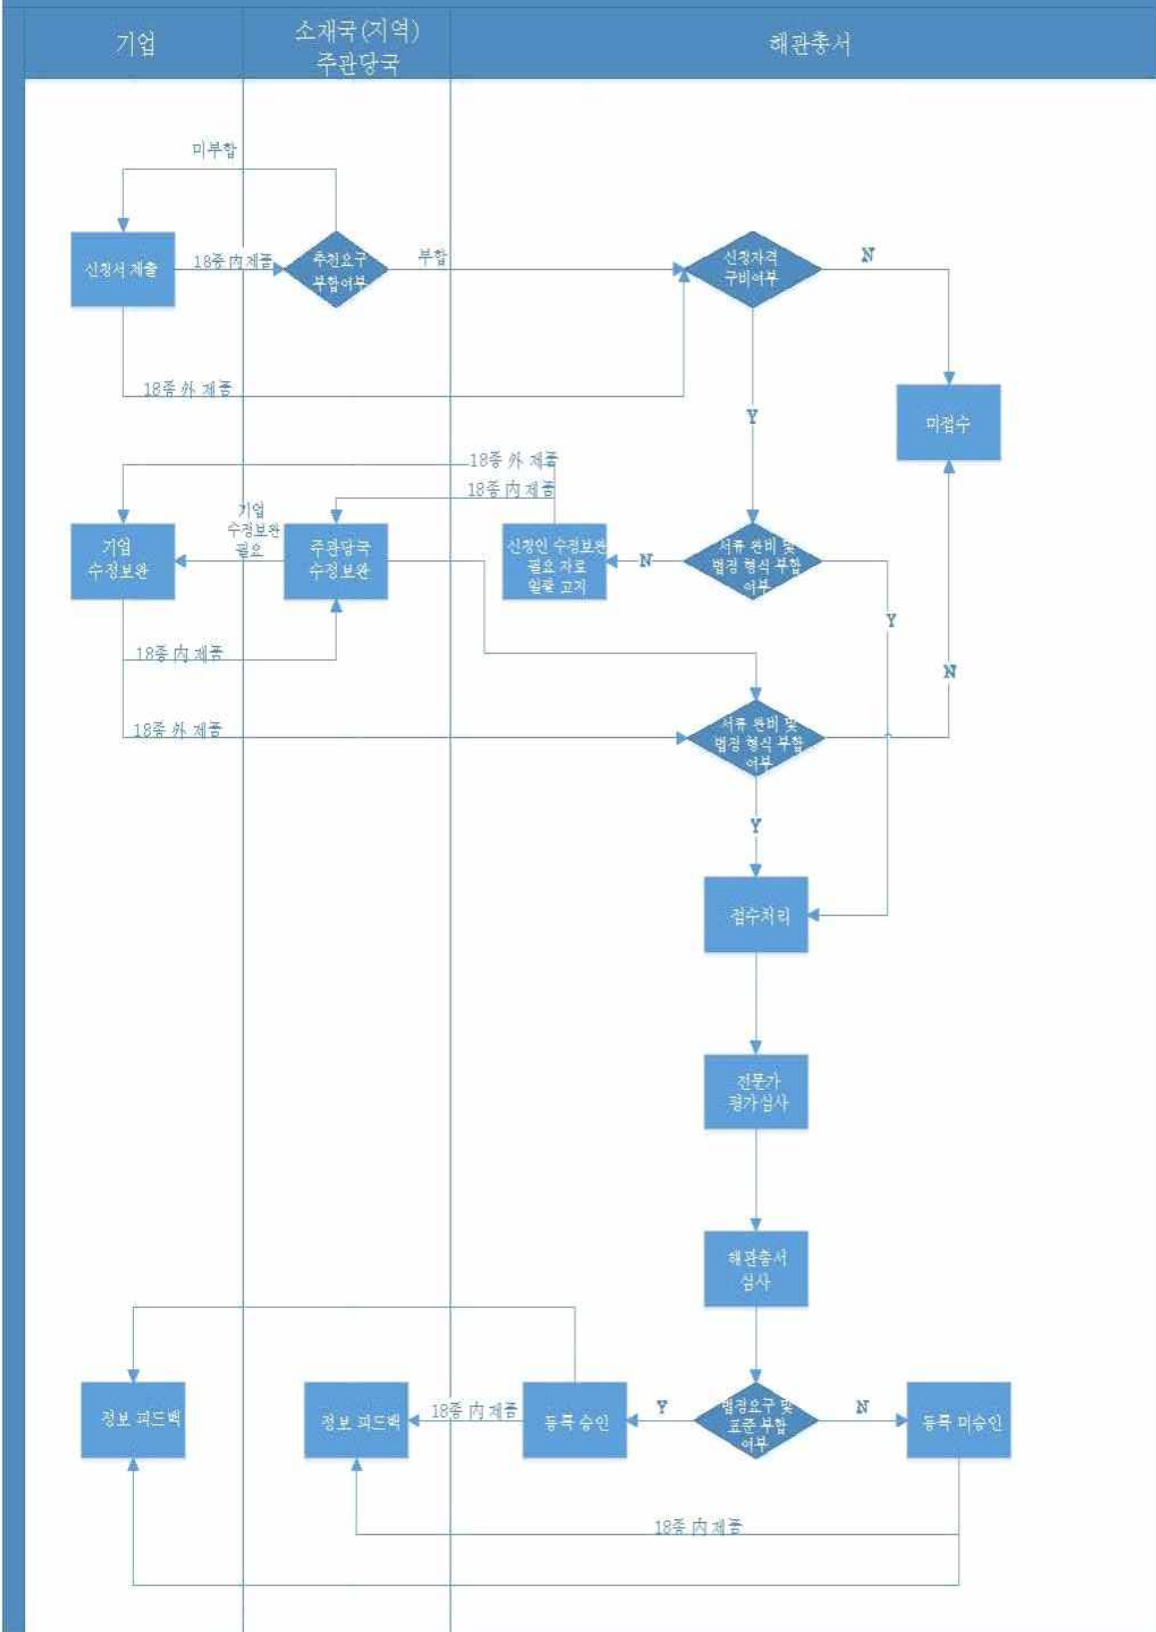 기업
소재국(지역)
주관당국
해관총서
미부합
신청서 제출
18종 内 제품
추천요구
부합여부
부합
신청자격
구비여부
N
18종 外 제품
Y
미접수
18종 外 제품
18종 内 제품
기업
수정보완
기업
수정보완
필요
주관당국
수정보완
신청인 수정보완
필요 자료
일괄 고지
N
서류 완비 및
법정 형식 부합
여부
Y
18종 内 제품
N
18종 外 제품
서류 완비 및
법정 형식 부합
여부
Y
접수처리
전문가
평가심사
해관총서
심사
정보 피드백
정보 피드백
18종 内 제품
등록 승인
Y
법정요구 및
표준 부합
여부
N
등록 미승인
18종 内 제품